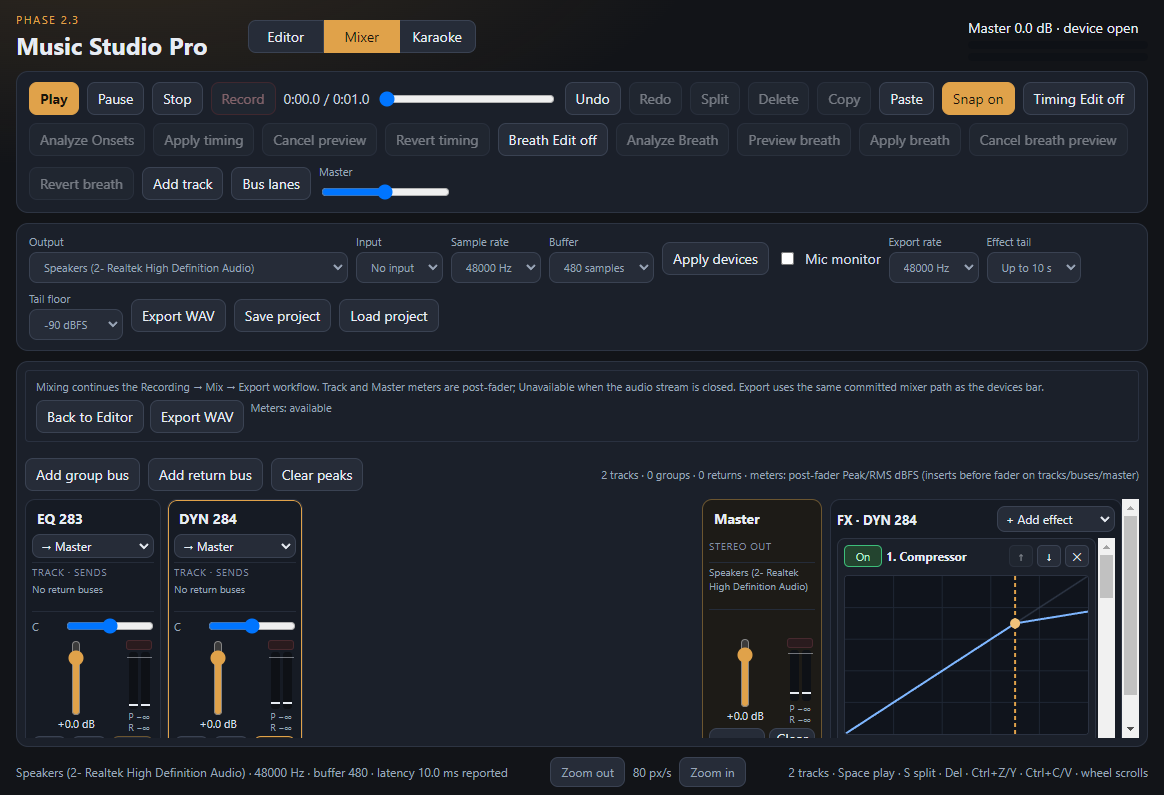 PHASE 2.3
Music Studio Pro
Editor Mixer Karaoke
Master 0.0 dB · device open
Play Pause Stop Record 0:00.0 / 0:01.0 Undo Redo Split Delete Copy Paste Snap on Timing Edit off
Analyze Onsets Apply timing Cancel preview Revert timing Breath Edit off Analyze Breath Preview breath Apply breath Cancel breath preview
Revert breath Add track Bus lanes Master
Output Input Sample rate Buffer Export rate Effect tail
Speakers (2- Realtek High Definition Audio) No input 48000 Hz 480 samples Apply devices Mic monitor 48000 Hz Up to 10 s
Tail floor
-90 dBFS Export WAV Save project Load project
Mixing continues the Recording → Mix → Export workflow. Track and Master meters are post-fader; Unavailable when the audio stream is closed. Export uses the same committed mixer path as the devices bar.
Back to Editor Export WAV Meters: available
Add group bus Add return bus Clear peaks 2 tracks · 0 groups · 0 returns · meters: post-fader Peak/RMS dBFS (inserts before fader on tracks/buses/master)
EQ 283
→ Master
TRACK · SENDS
No return buses
C
+0.0 dB
P -∞
R -∞
DYN 284
→ Master
TRACK · SENDS
No return buses
C
+0.0 dB
P -∞
R -∞
Master
STEREO OUT
Speakers (2- Realtek
High Definition Audio)
+0.0 dB
P -∞
R -∞
Clear
FX · DYN 284 + Add effect
On 1. Compressor ↑ ↓ ✕
Speakers (2- Realtek High Definition Audio) · 48000 Hz · buffer 480 · latency 10.0 ms reported Zoom out 80 px/s Zoom in 2 tracks · Space play · S split · Del · Ctrl+Z/Y · Ctrl+C/V · wheel scrolls